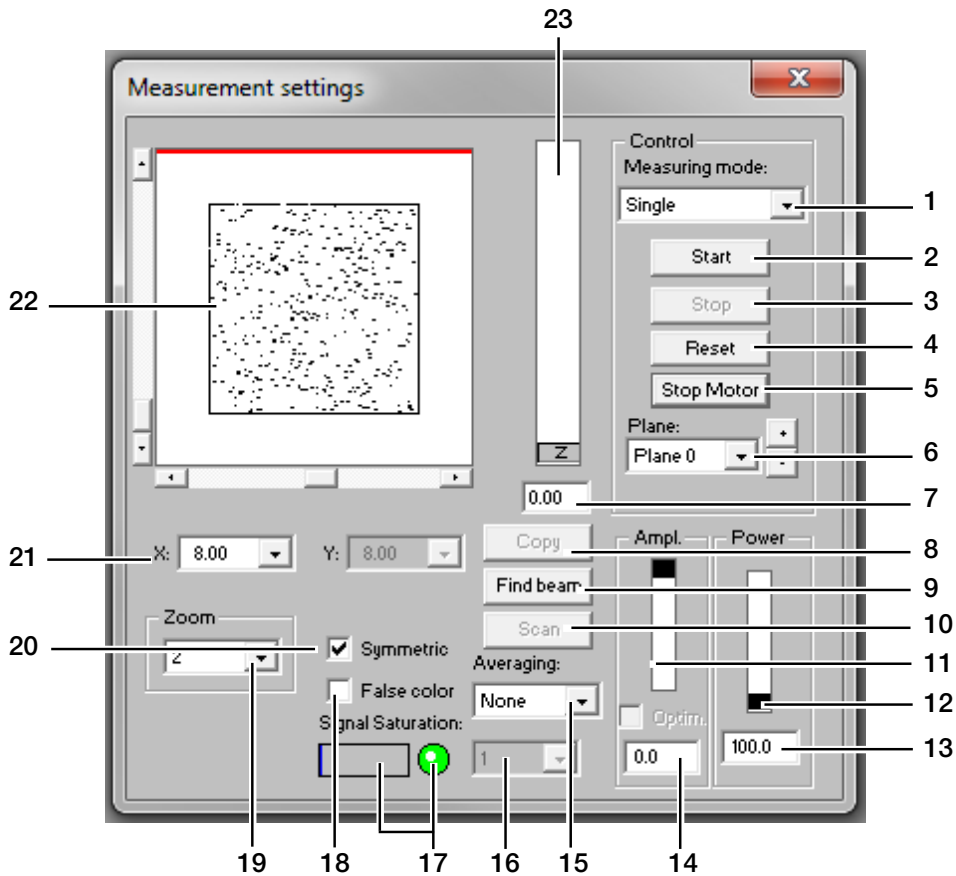 23
Measurement settings
X
Control
Measuring mode:
Single
1
Start
2
Stop
3
22
Reset
4
Stop Motor
5
Plane:
+
Plane 0
-
6
Z
0.00
7
21
X: 8.00
Y: 8.00
Copy
8
Ampl.
Power
Find beam
9
Zoom
Scan
10
20
2
Symmetric
Averaging:
11
False color
None
12
Signal Saturation:
Optim.
1
0.0
100.0
13
19
18
17
16
15
14